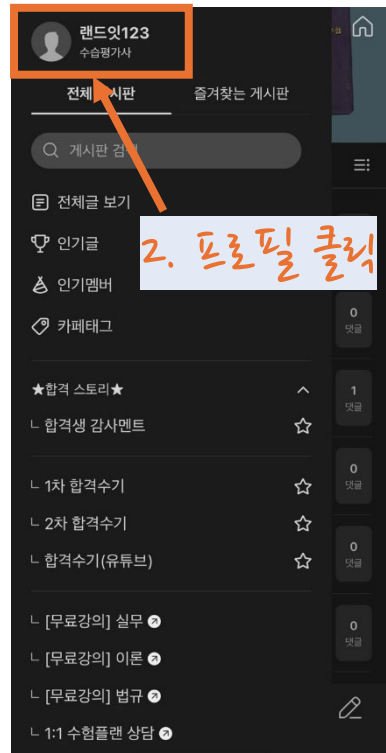 랜드잇123
수습평가사
전체 시판
즐겨찾는 게시판
게시판 검
전체글 보기
2. 프로필 클릭
인기글
인기멤버
카페태그
0
댓글
★합격 스토리★
1
댓글
ㄴ 합격생 감사멘트
0
댓글
ㄴ 1차 합격수기
ㄴ 2차 합격수기
0
댓글
ㄴ 합격수기(유튜브)
ㄴ [무료강의] 실무
0
댓글
ㄴ [무료강의] 이론
ㄴ [무료강의] 법규
ㄴ 1:1 수험플랜 상담